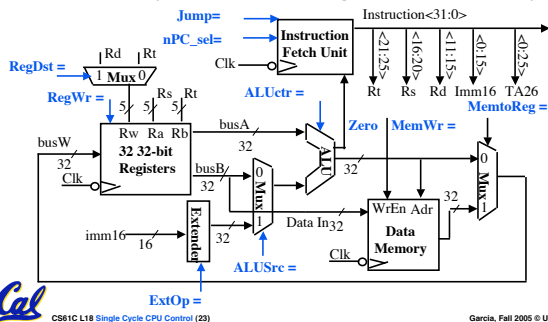 Jump=
nPC_sel=
Instruction
Fetch Unit
Clk
Instruction<31:0>
<21:25>
<16:20>
<11:15>
<0:15>
<0:25>
Rt
Rs
Rd
Imm16
TA26
RegDst =
Rd
Rt
1 Mux 0
RegWr =
5
Rs
5
Rt
5
ALUctr =
Zero
MemWr =
MemtoReg =
busW
32
Clk
Rw Ra Rb
32 32-bit
Registers
busA
32
busB
32
ALU
32
0
Mux
1
32
Data In 32
WrEn Adr
Data
Memory
Clk
32
0
Mux
1
imm16
16
Extender
32
ALUSrc =
ExtOp =
Cal
CS61C L18 Single Cycle CPU Control (23)
Garcia, Fall 2005 © U